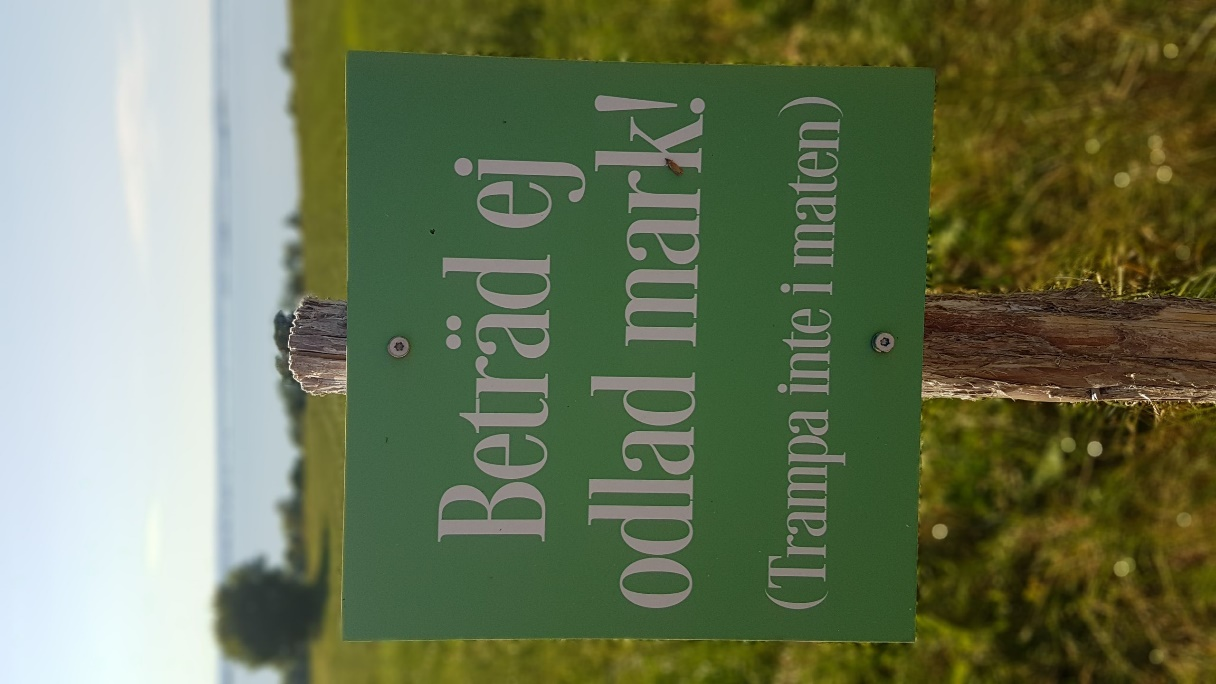 Beträd ej
odlad mark!
(Trampa inte i maten)